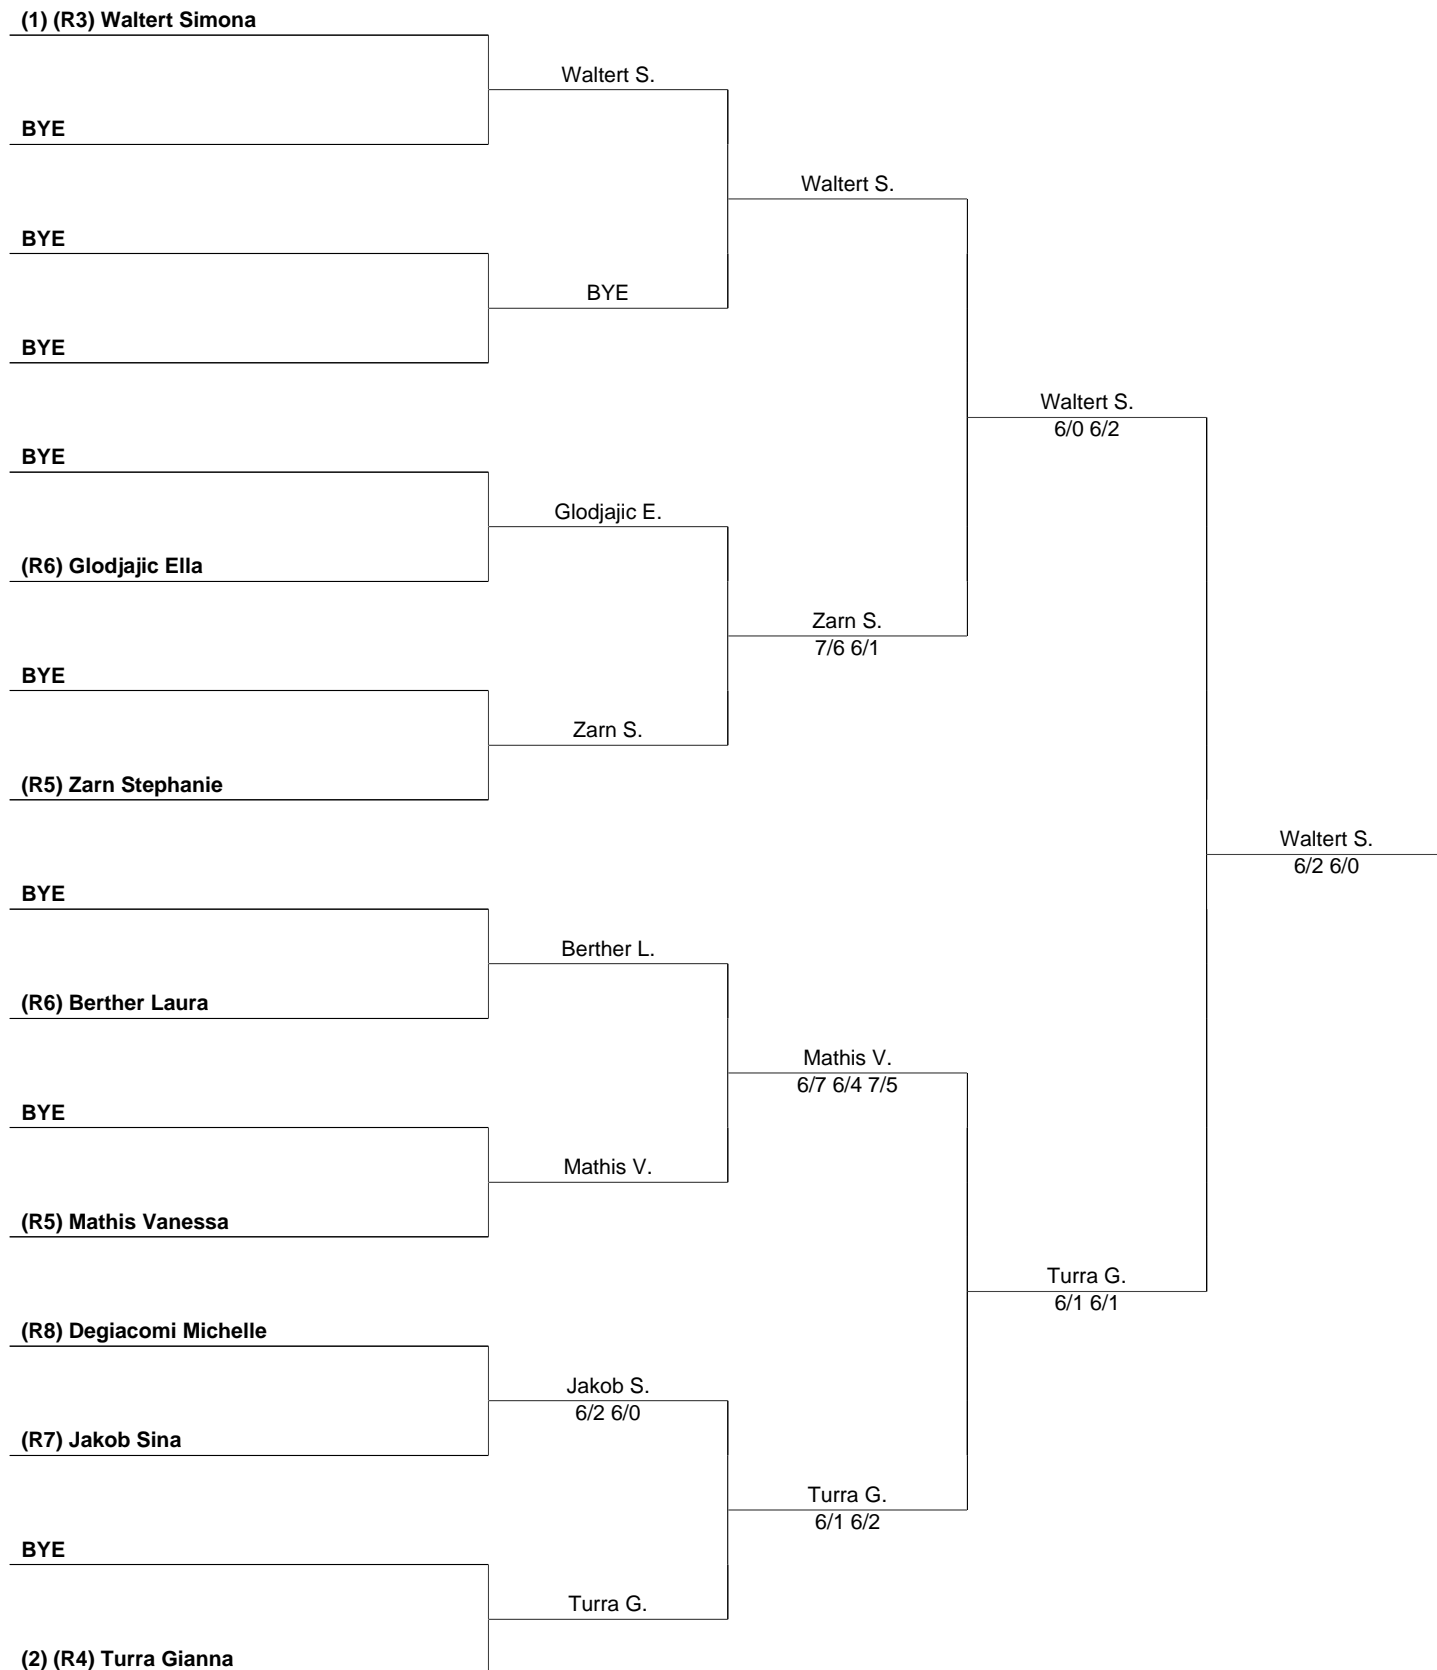 (1) (R3) Waltert Simona
Waltert S.
BYE
Waltert S.
BYE
BYE
BYE
Waltert S.
6/0 6/2
BYE
Glodjajic E.
(R6) Glodjajic Ella
Zarn S.
7/6 6/1
BYE
Zarn S.
(R5) Zarn Stephanie
Waltert S.
6/2 6/0
BYE
Berther L.
(R6) Berther Laura
Mathis V.
6/7 6/4 7/5
BYE
Mathis V.
(R5) Mathis Vanessa
Turra G.
6/1 6/1
(R8) Degiacomi Michelle
Jakob S.
6/2 6/0
(R7) Jakob Sina
Turra G.
6/1 6/2
BYE
Turra G.
(2) (R4) Turra Gianna